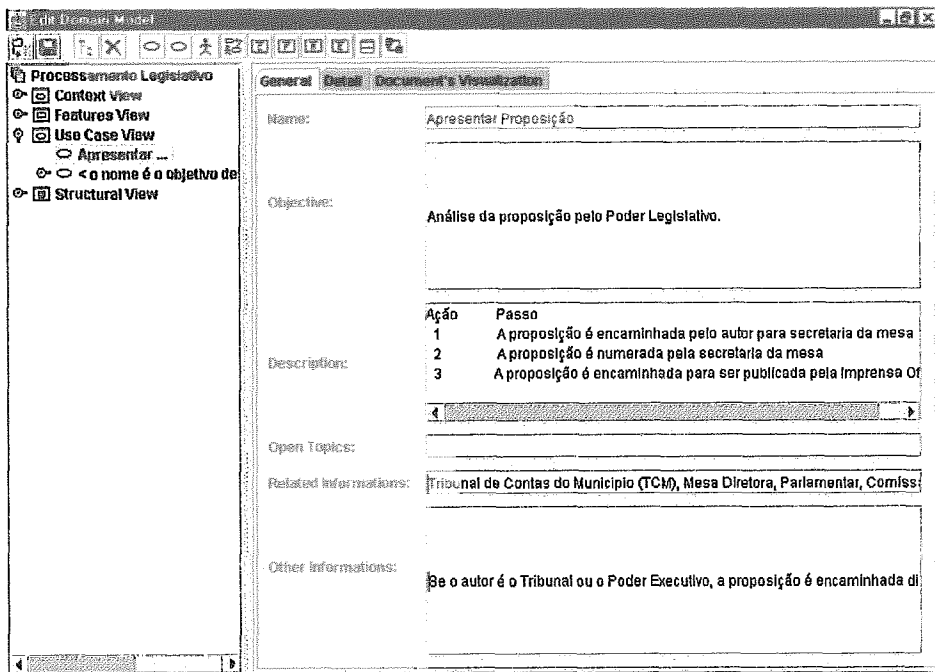 Edit Domain Model
Processamento Legislativo
Context View
Features View
Use Case View
Apresentar ...
< o nome é o objetivo de
Structural View
General Detail Document's Visualization
Name: Apresentar Proposição
Objective: Análise da proposição pelo Poder Legislativo.
Description:
Ação Passo
1 A proposição é encaminhada pelo autor para secretaria da mesa
2 A proposição é numerada pela secretaria da mesa
3 A proposição é encaminhada para ser publicada pela Imprensa Of
Open Topics:
Related Informations: Tribunal de Contas do Município (TCM), Mesa Diretora, Parlamentar, Comiss
Other Informations: Se o autor é o Tribunal ou o Poder Executivo, a proposição é encaminhada di